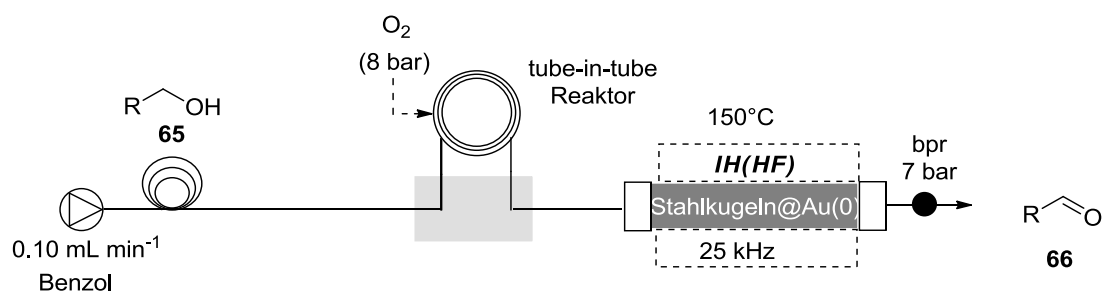 O2
(8 bar)
tube-in-tube
Reaktor
R
OH
65
150°C
IH(HF)
Stahlkugeln@Au(0)
25 kHz
bpr
7 bar
0.10 mL min-1
Benzol
R
O
66